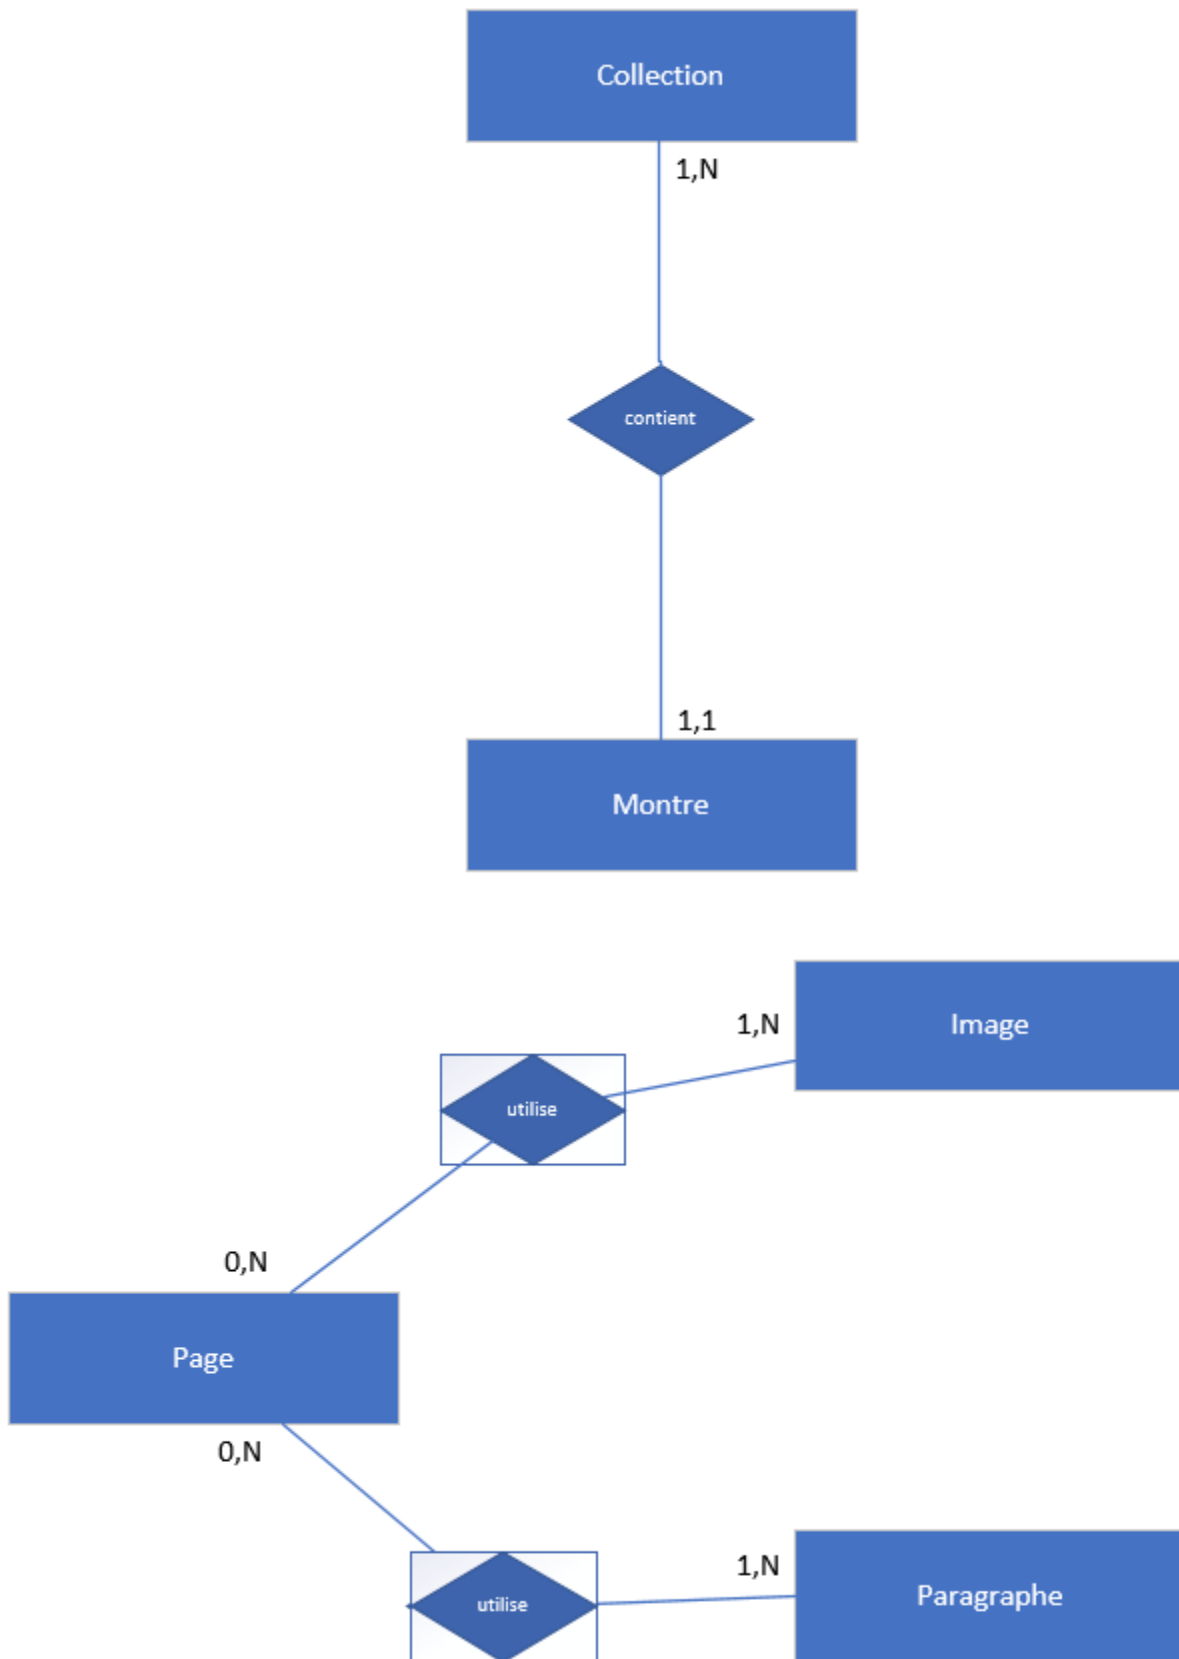 Collection
1,N
contient
1,1
Montre
Image
1,N
utilise
0,N
Page
0,N
1,N
Paragraphe
utilise